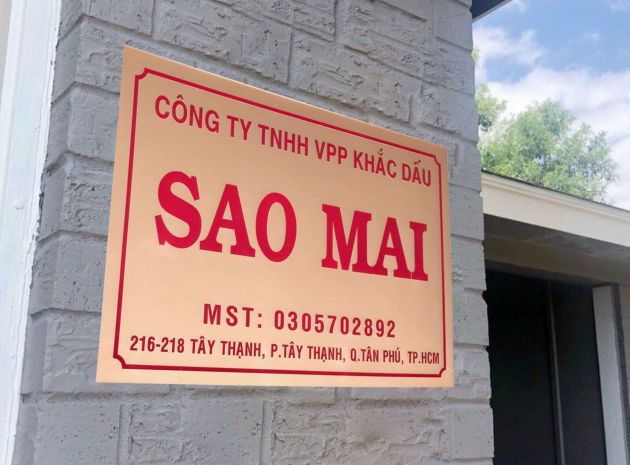 CÔNG TY TNHH VPP KHẮC DẤU
SAO MAI
MST: 0305702892
216-218 TÂY THẠNH, P.TÂY THẠNH, Q.TÂN PHÚ, TP.HCM